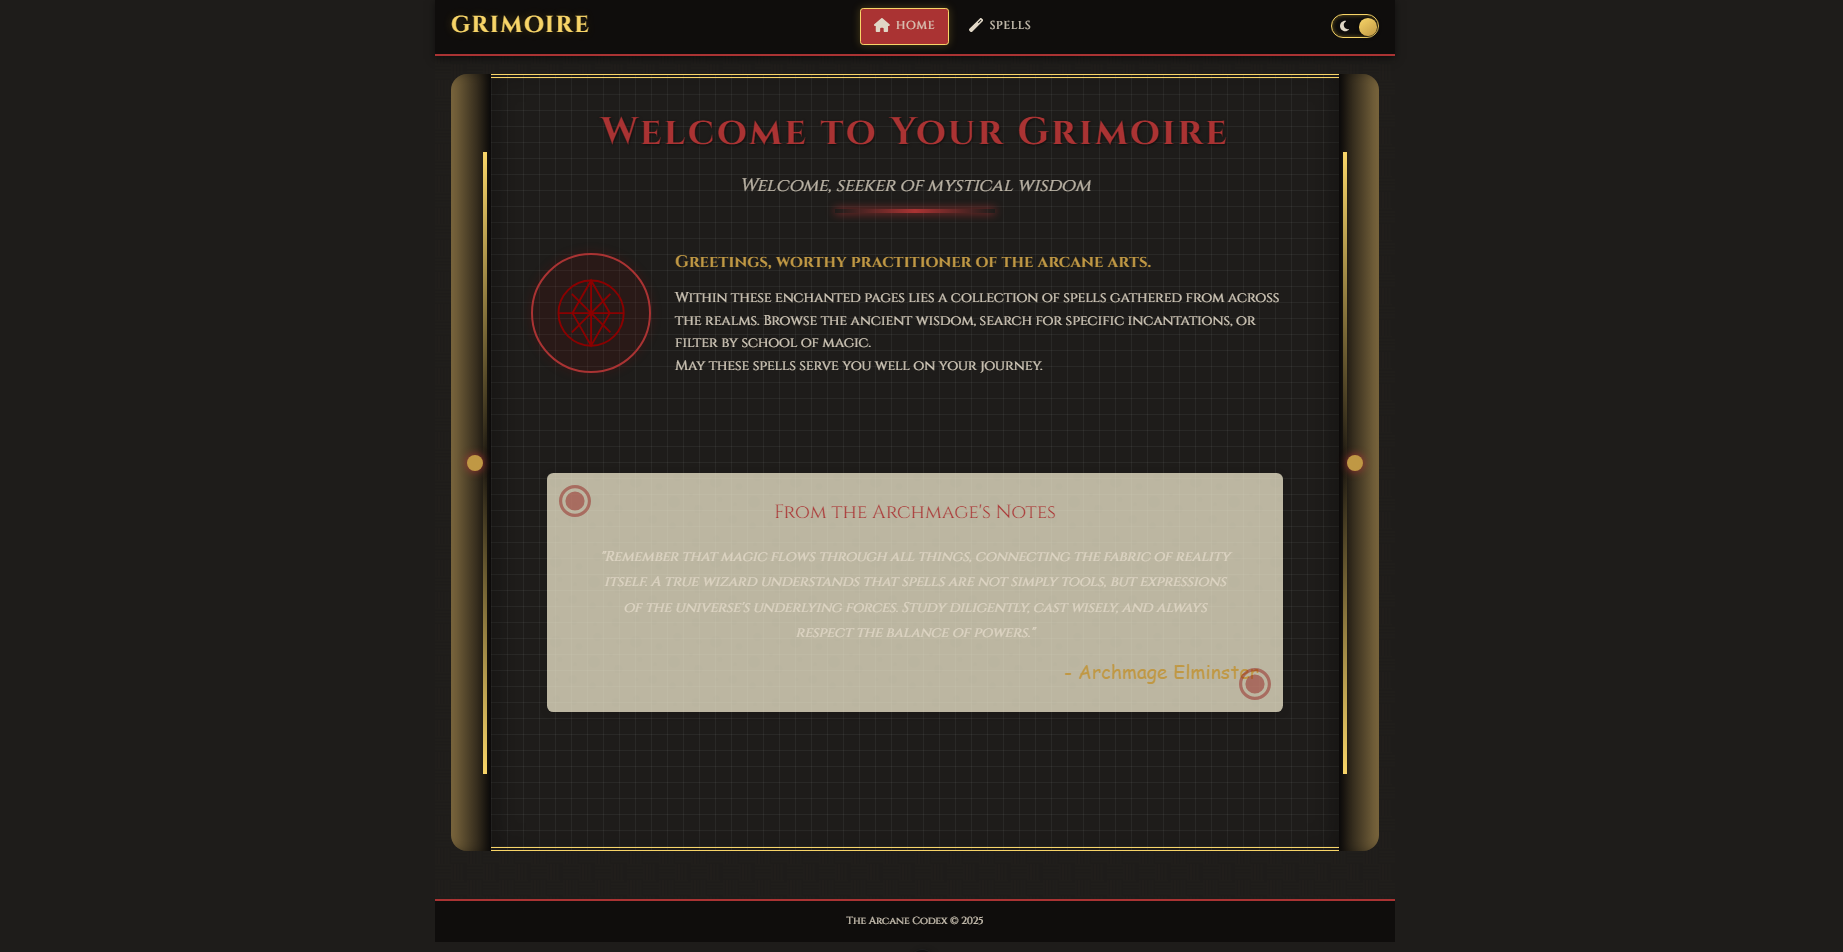 GRIMOIRE
HOME
SPELLS
Welcome to Your Grimoire
Welcome, seeker of mystical wisdom
Greetings, worthy practitioner of the arcane arts.
Within these enchanted pages lies a collection of spells gathered from across
the realms. Browse the ancient wisdom, search for specific incantations, or
filter by school of magic.
May these spells serve you well on your journey.
From the Archmage's Notes
"Remember that magic flows through all things, connecting the fabric of reality
itself. A true wizard understands that spells are not simply tools, but expressions
of the universe's underlying forces. Study diligently, cast wisely, and always
respect the balance of powers."
- Archmage Elminster
The Arcane Codex © 2025